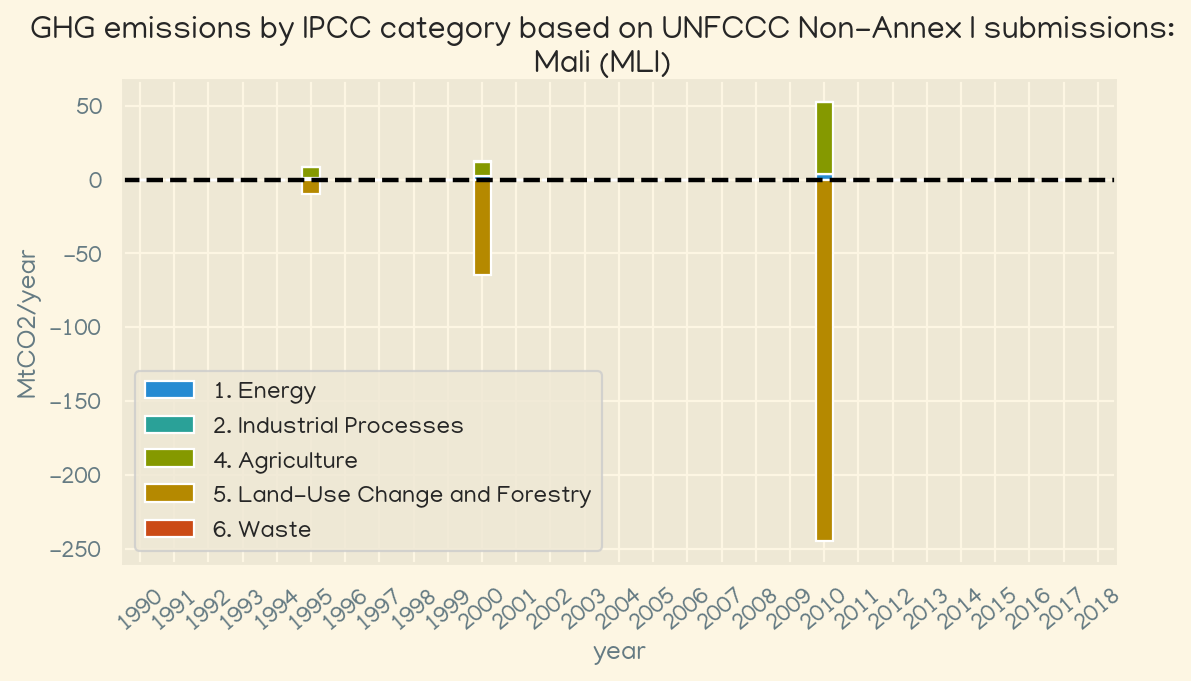 GHG emissions by IPCC category based on UNFCCC Non-Annex I submissions:
Mali (MLI)
MtCO2/year
50
0
-50
-100
-150
-200
-250
1. Energy
2. Industrial Processes
4. Agriculture
5. Land-Use Change and Forestry
6. Waste
1990 1991 1992 1993 1994 1995 1996 1997 1998 1999 2000 2001 2002 2003 2004 2005 2006 2007 2008 2009 2010 2011 2012 2013 2014 2015 2016 2017 2018
year